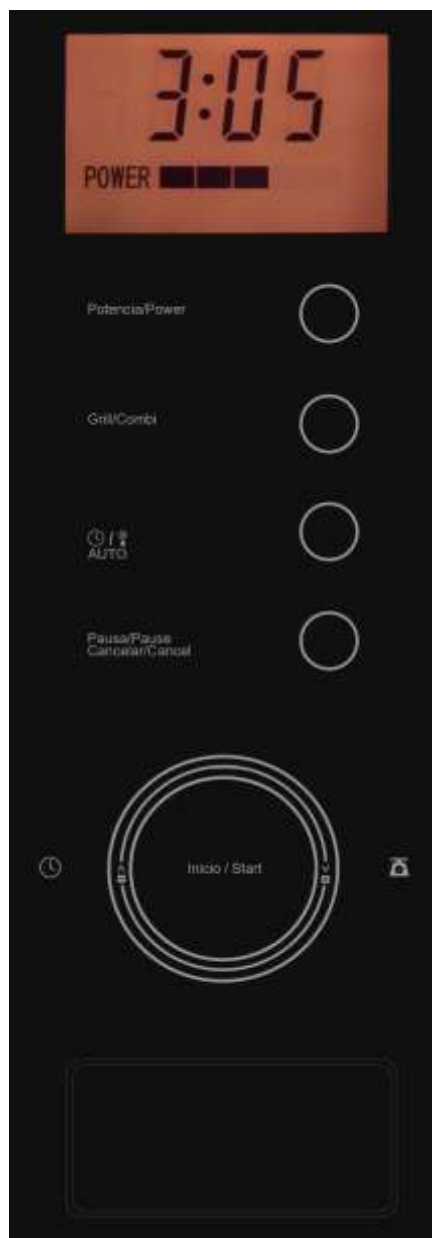 3:05
POWER
Potencia/Power
Grill/Combi
AUTO
Pausa/Pause
Cancelar/Cancel
Inicio / Start